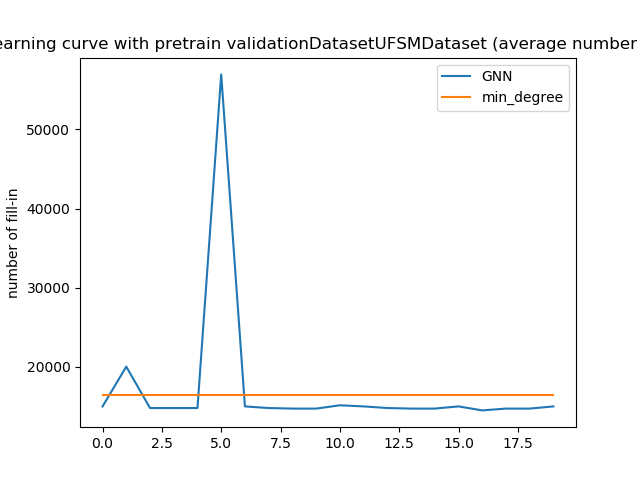 earning curve with pretrain validationDatasetUFSMDataset (average number
GNN
min_degree
number of fill-in
50000
40000
30000
20000
0.0 2.5 5.0 7.5 10.0 12.5 15.0 17.5